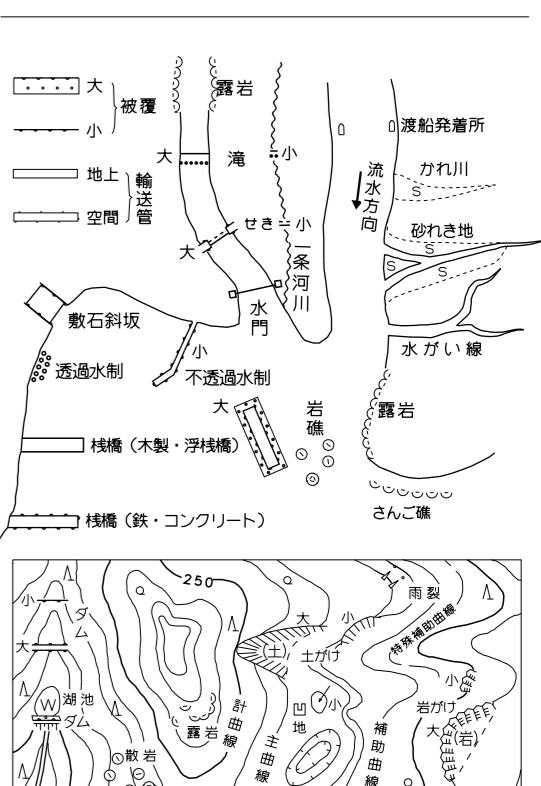 大
被覆
小
地上
輸送管
空間
露岩
大
滝
小
せき
小
大
一条河川
水門
渡船発着所
流水方向
かれ川
S
砂れき地
S
S
S
水がい線
敷石斜坂
透過水制
小
不透過水制
大
岩礁
露岩
桟橋（木製・浮桟橋）
さんご礁
桟橋（鉄・コンクリート）
小
ダム
大
W
湖池
ダム
散岩
250
露岩
計曲線
大
小
(土)
土がけ
凹地
小
主曲線
雨裂
特殊補助曲線
補助曲線
小
岩がけ
大
(岩)